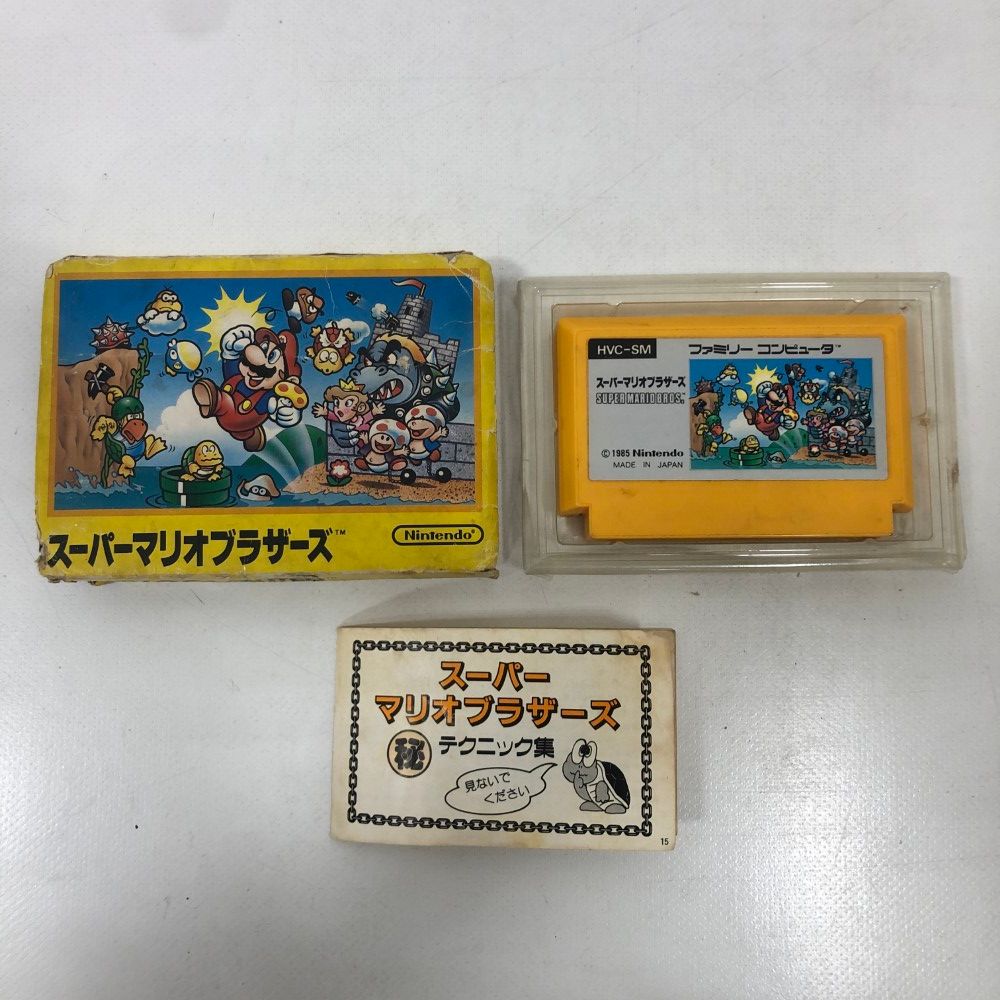 スーパーマリオブラザーズ™
Nintendo®
HVC-SM
ファミリー コンピュータ™
スーパーマリオブラザーズ
SUPER MARIO BROS.™
©1985 Nintendo
MADE IN JAPAN
スーパー
マリオブラザーズ
㊙ テクニック集
見ないで
ください
15